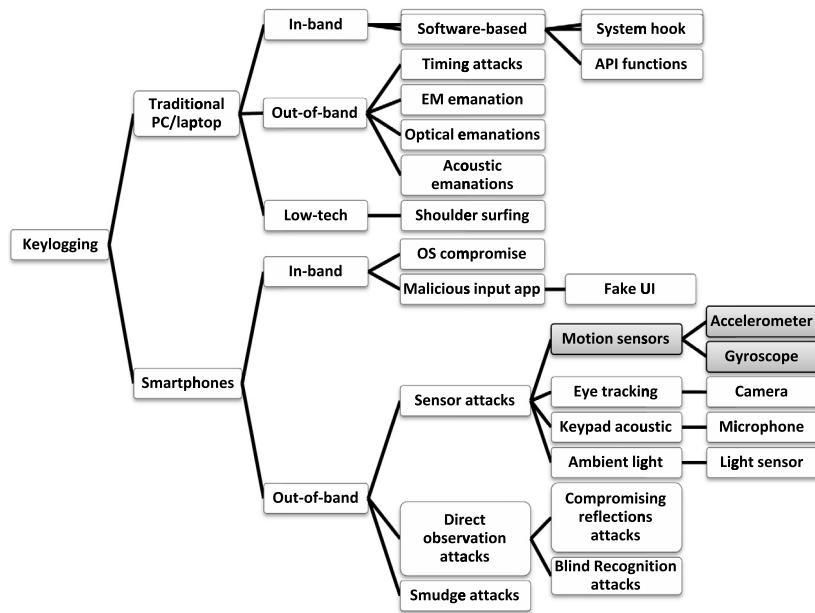 In-band
Software-based
System hook
Timing attacks
API functions
Traditional
PC/laptop
EM emanation
Out-of-band
Optical emanations
Acoustic
emanations
Low-tech
Shoulder surfing
Keylogging
OS compromise
In-band
Malicious input app
Fake UI
Accelerometer
Motion sensors
Gyroscope
Smartphones
Sensor attacks
Eye tracking
Camera
Keypad acoustic
Microphone
Ambient light
Light sensor
Out-of-band
Compromising
reflections
attacks
Direct
observation
attacks
Blind Recognition
attacks
Smudge attacks